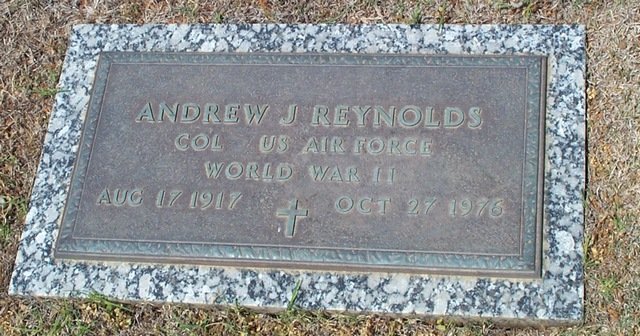 ANDREW J REYNOLDS
COL US AIR FORCE
WORLD WAR II
AUG 17 1917 OCT 27 1976